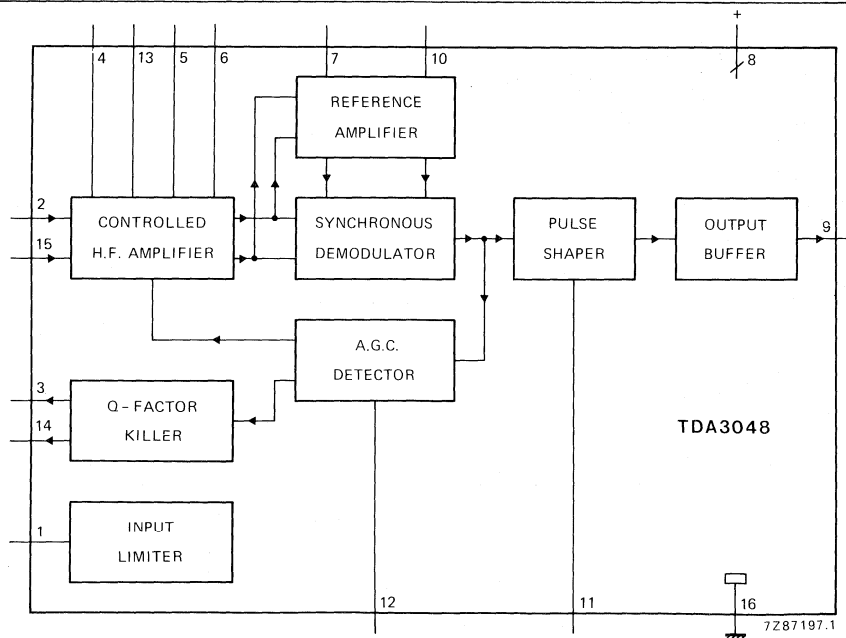 +
4 13 5 6 7 10 8
REFERENCE
AMPLIFIER
2
15
CONTROLLED
H.F. AMPLIFIER
SYNCHRONOUS
DEMODULATOR
PULSE
SHAPER
OUTPUT
BUFFER
9
A.G.C.
DETECTOR
3
14
Q-FACTOR
KILLER
TDA3048
1
INPUT
LIMITER
12 11 16
7Z87197.1